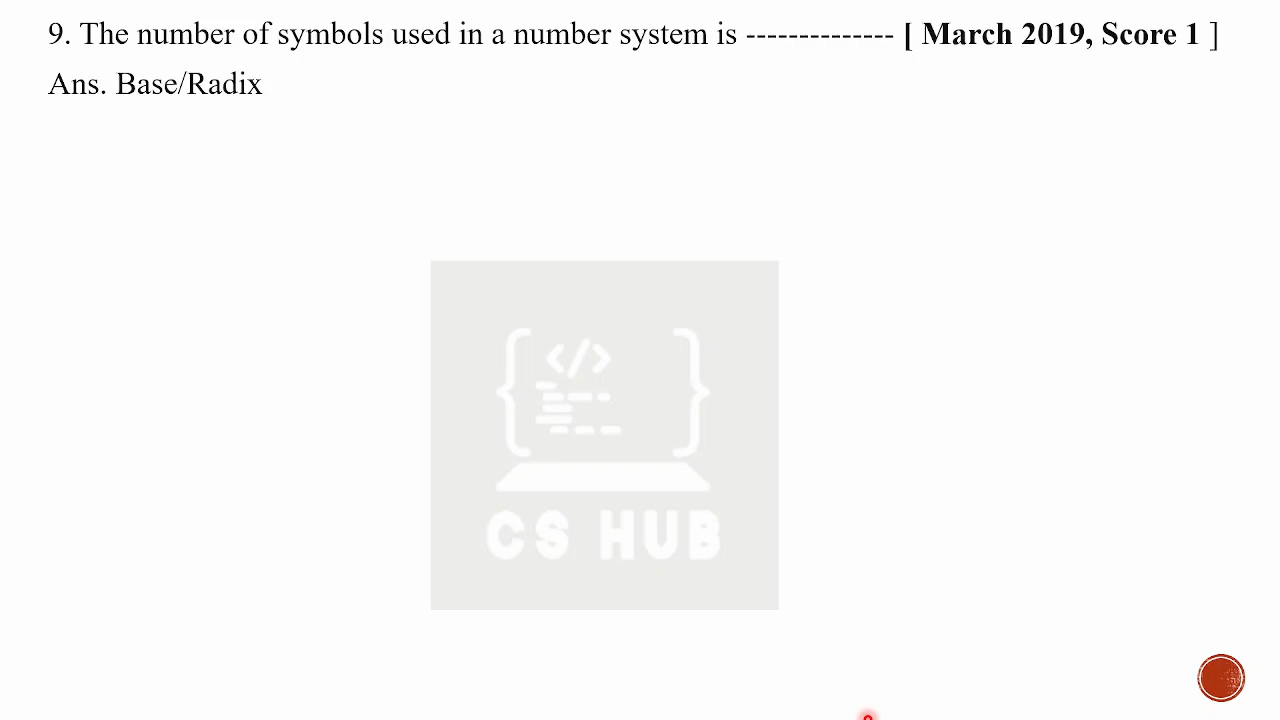 9. The number of symbols used in a number system is -------------- [ March 2019, Score 1 ]
Ans. Base/Radix
</>
CS HUB